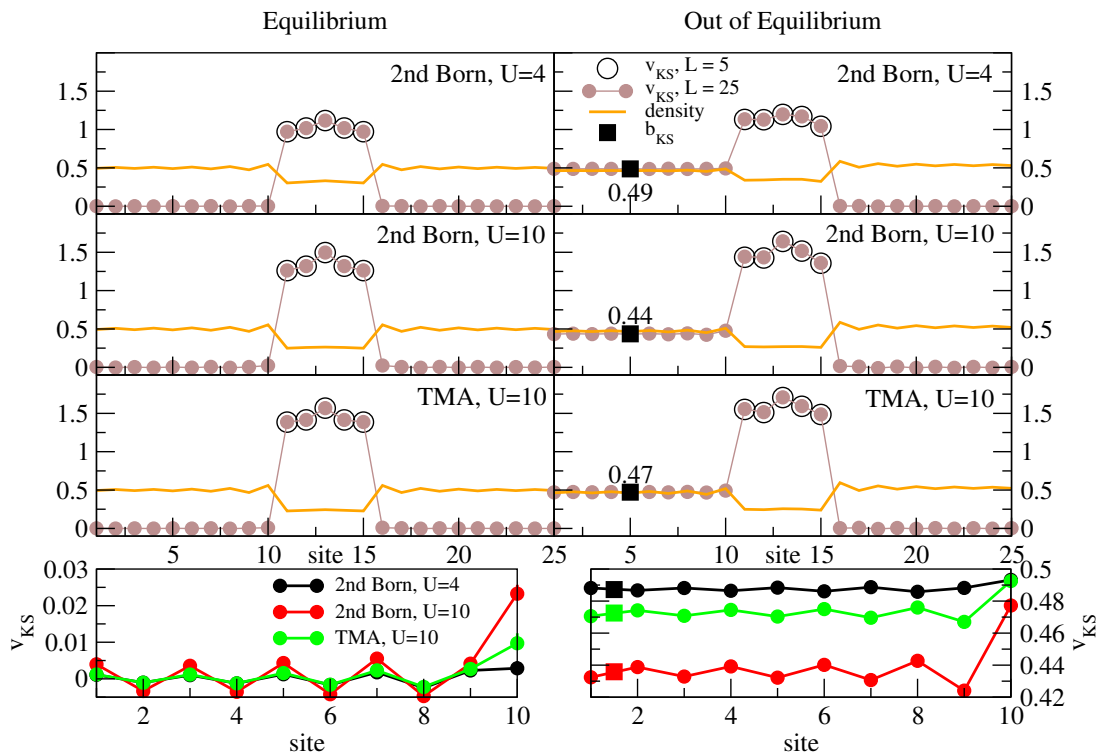 Equilibrium
Out of Equilibrium
2nd Born, U=4
1.5
1
0.5
0
v_KS, L = 5
v_KS, L = 25
density
b_KS
2nd Born, U=4
1.5
1
0.5
0
0.49
2nd Born, U=10
1.5
1
0.5
0
2nd Born, U=10
1.5
1
0.5
0
0.44
TMA, U=10
1.5
1
0.5
0
TMA, U=10
1.5
1
0.5
0
0.47
5 10 15 20 25
site
5 10 15 20 25
site
0.03
0.02
0.01
0
v_KS
2nd Born, U=4
2nd Born, U=10
TMA, U=10
2 4 6 8 10
site
0.5
0.48
0.46
0.44
0.42
v_KS
2 4 6 8 10
site